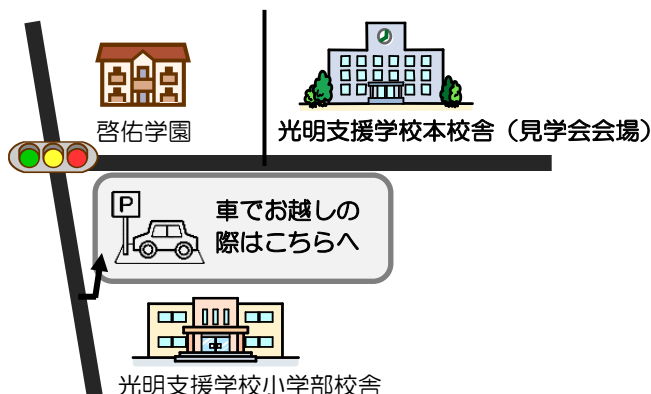 啓佑学園
光明支援学校本校舎（見学会会場）
P
車でお越しの
際はこちらへ
光明支援学校小学部校舎